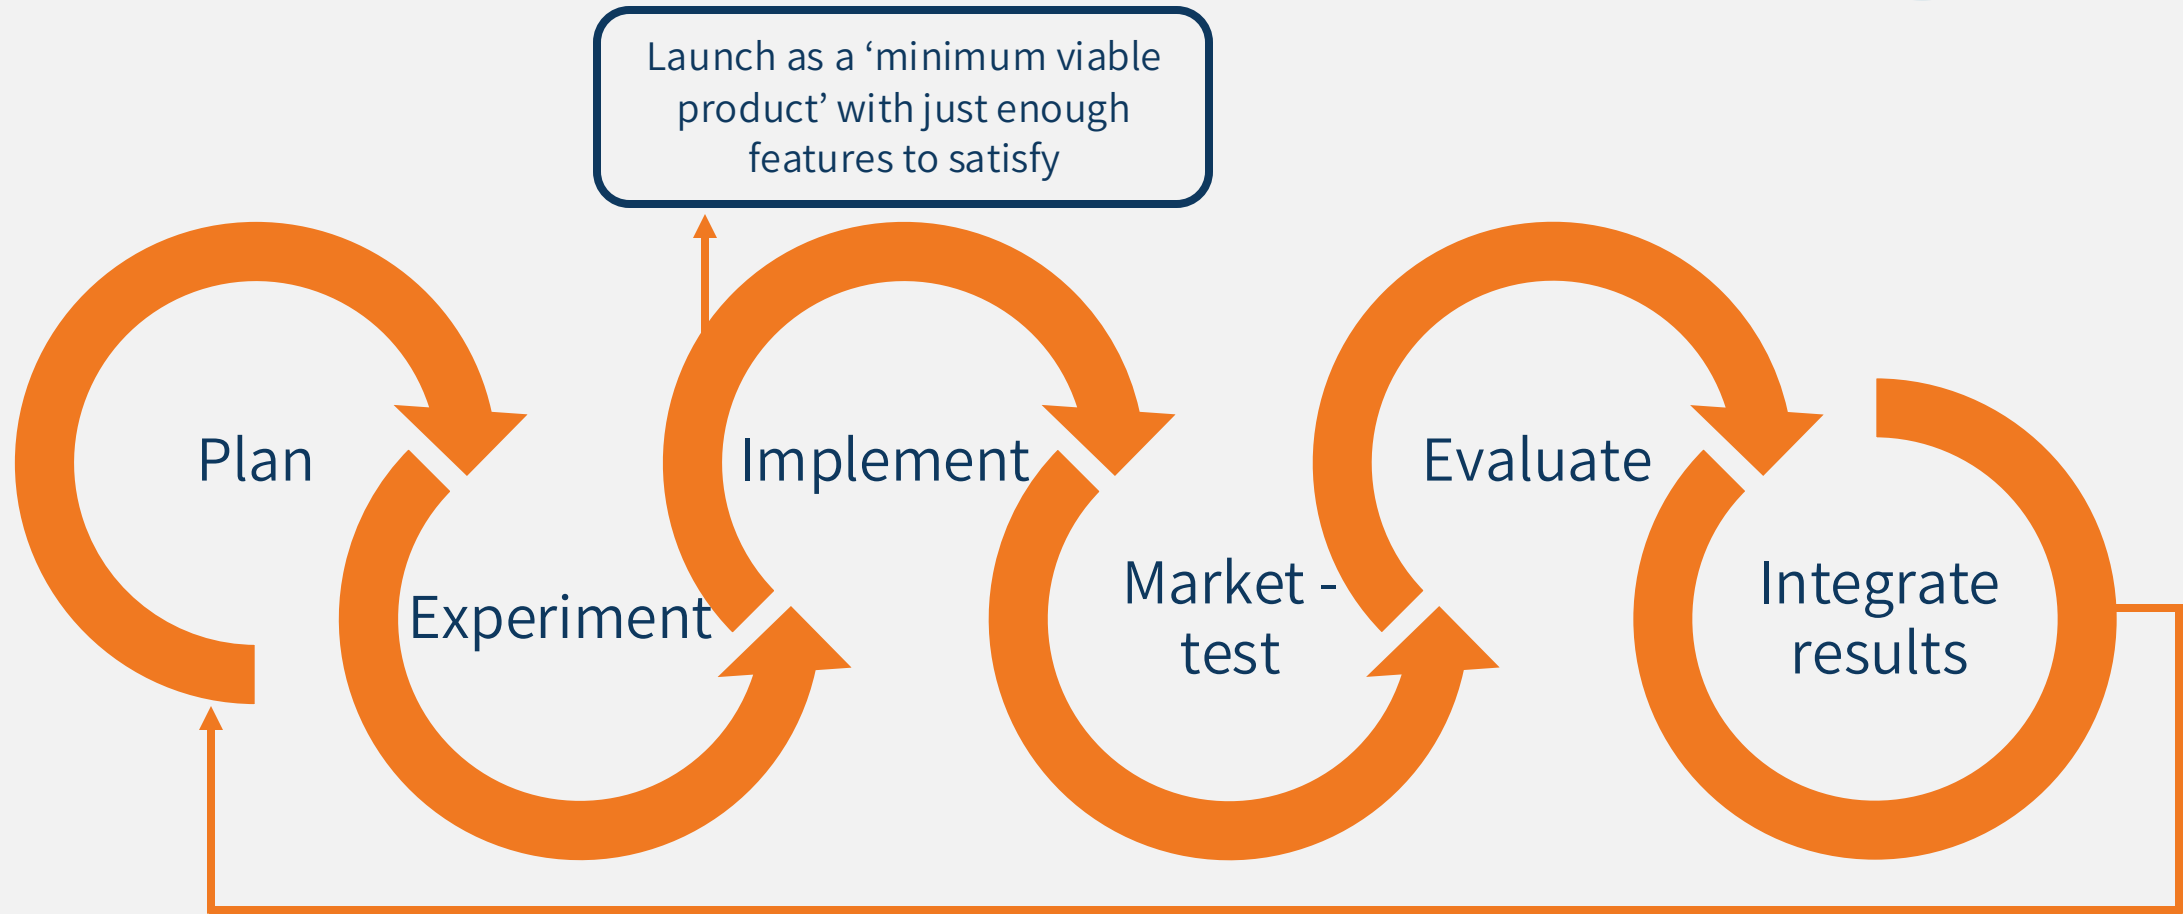 Launch as a ‘minimum viable
product’ with just enough
features to satisfy
Plan
Experiment
Implement
Market -
test
Evaluate
Integrate
results